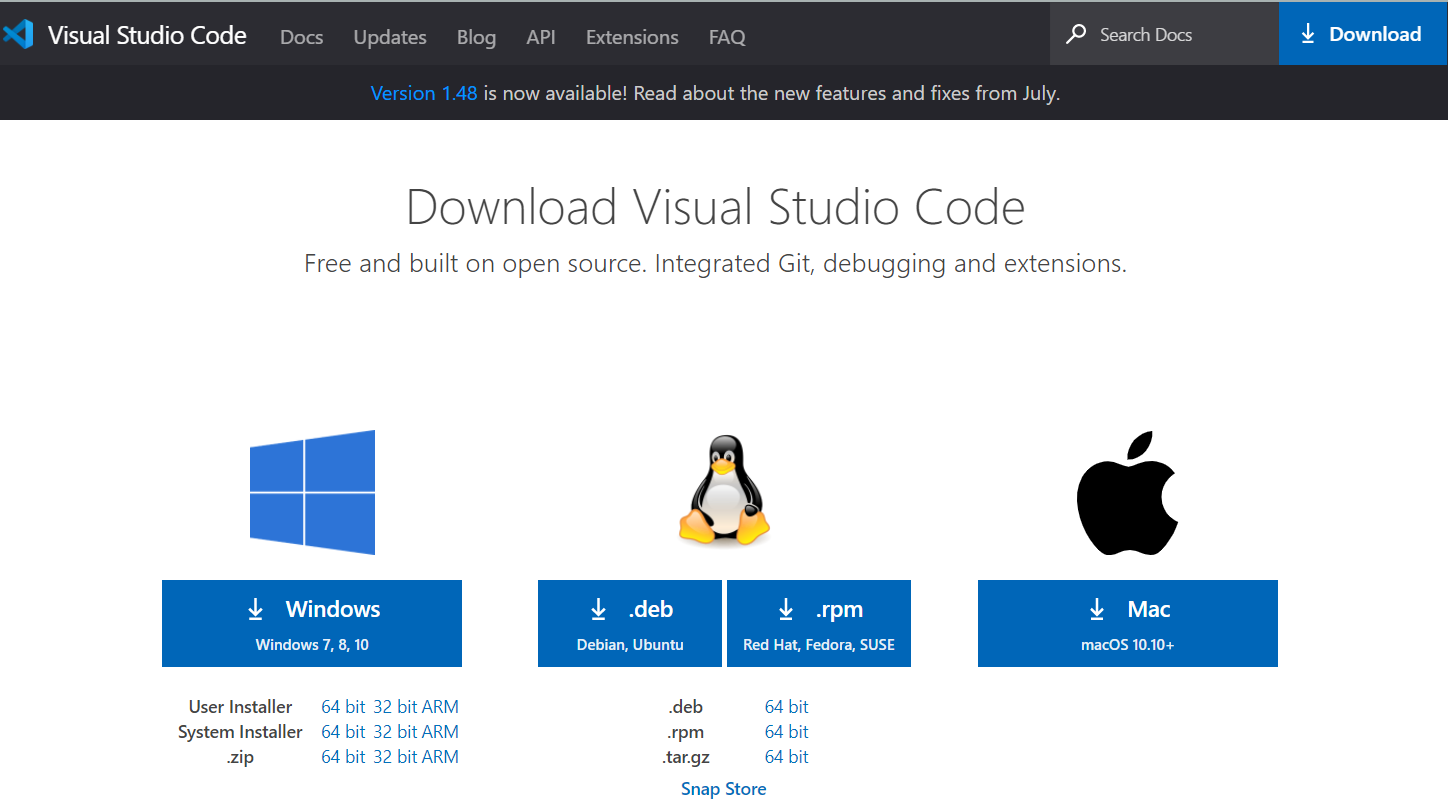 Visual Studio Code Docs Updates Blog API Extensions FAQ Search Docs Download
Version 1.48 is now available! Read about the new features and fixes from July.
Download Visual Studio Code
Free and built on open source. Integrated Git, debugging and extensions.
Windows
Windows 7, 8, 10
.deb
Debian, Ubuntu
.rpm
Red Hat, Fedora, SUSE
Mac
macOS 10.10+
User Installer 64 bit 32 bit ARM
System Installer 64 bit 32 bit ARM
.zip 64 bit 32 bit ARM
.deb 64 bit
.rpm 64 bit
.tar.gz 64 bit
Snap Store